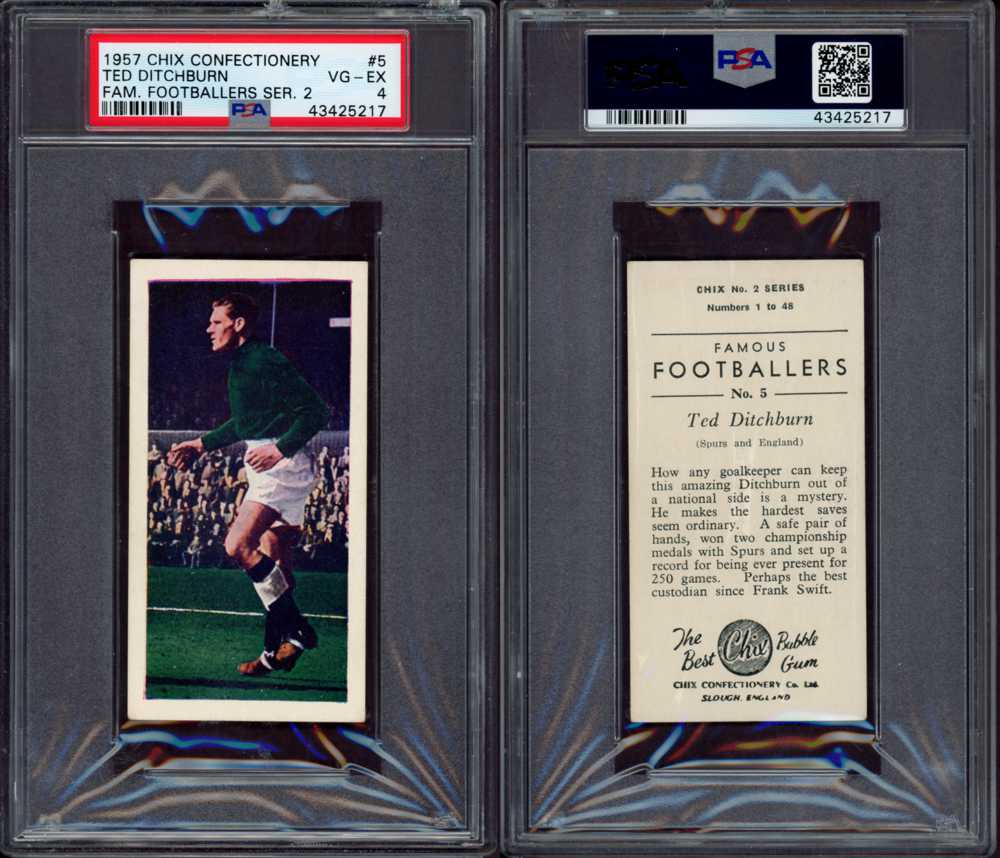 1957 CHIX CONFECTIONERY #5
TED DITCHBURN VG-EX
FAM. FOOTBALLERS SER. 2 4
PSA 43425217
PSA
PSA
43425217
CHIX No. 2 SERIES
Numbers 1 to 48
FAMOUS
FOOTBALLERS
No. 5
Ted Ditchburn
(Spurs and England)
How any goalkeeper can keep
this amazing Ditchburn out of
a national side is a mystery.
He makes the hardest saves
seem ordinary. A safe pair of
hands, won two championship
medals with Spurs and set up a
record for being ever present for
250 games. Perhaps the best
custodian since Frank Swift.
The Best Chix Bubble Gum
CHIX CONFECTIONERY Co. Ltd.
SLOUGH, ENGLAND